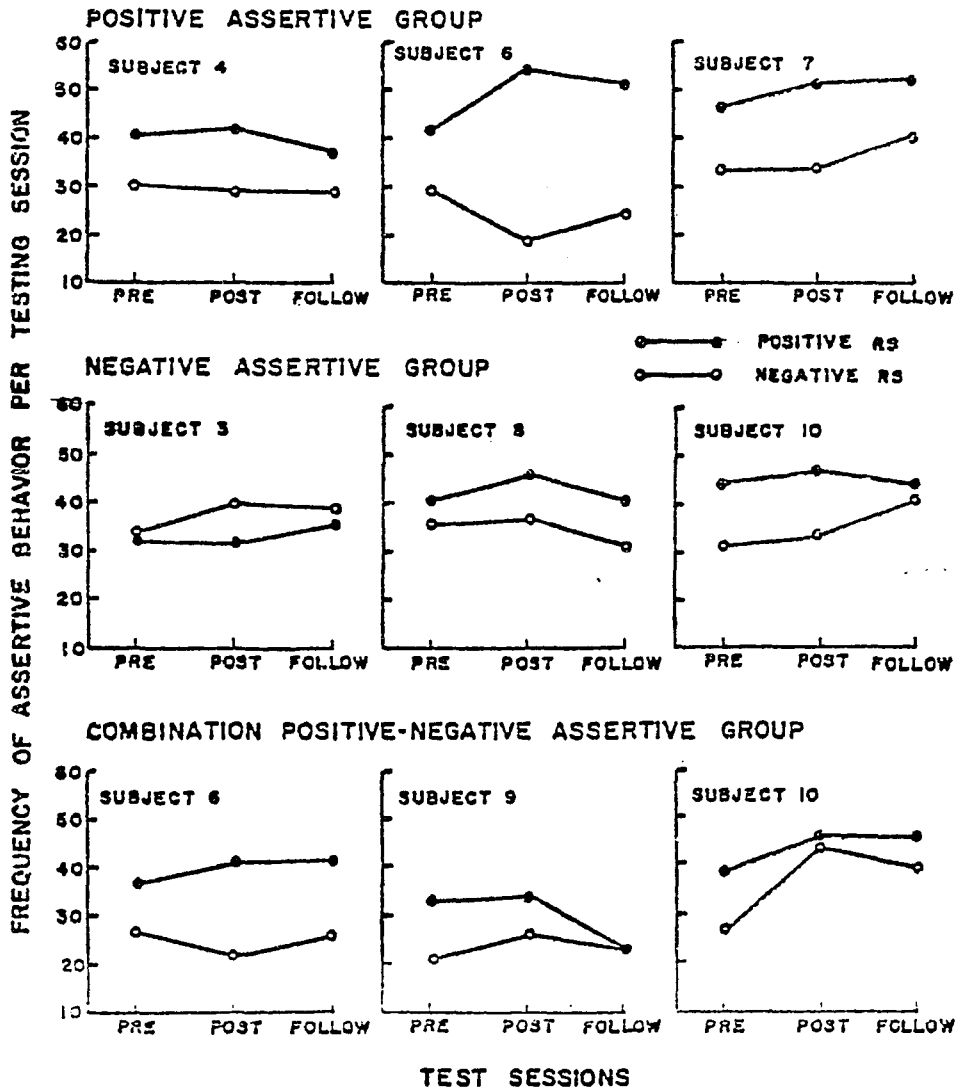 POSITIVE ASSERTIVE GROUP
FREQUENCY OF ASSERTIVE BEHAVIOR PER TESTING SESSION
60
50
40
30
20
10
SUBJECT 4
PRE POST FOLLOW
SUBJECT 6
PRE POST FOLLOW
SUBJECT 7
PRE POST FOLLOW
POSITIVE RS
NEGATIVE RS
NEGATIVE ASSERTIVE GROUP
60
50
40
30
20
10
SUBJECT 3
PRE POST FOLLOW
SUBJECT 8
PRE POST FOLLOW
SUBJECT 10
PRE POST FOLLOW
COMBINATION POSITIVE-NEGATIVE ASSERTIVE GROUP
60
50
40
30
20
10
SUBJECT 6
PRE POST FOLLOW
SUBJECT 9
PRE POST FOLLOW
SUBJECT 10
PRE POST FOLLOW
TEST SESSIONS